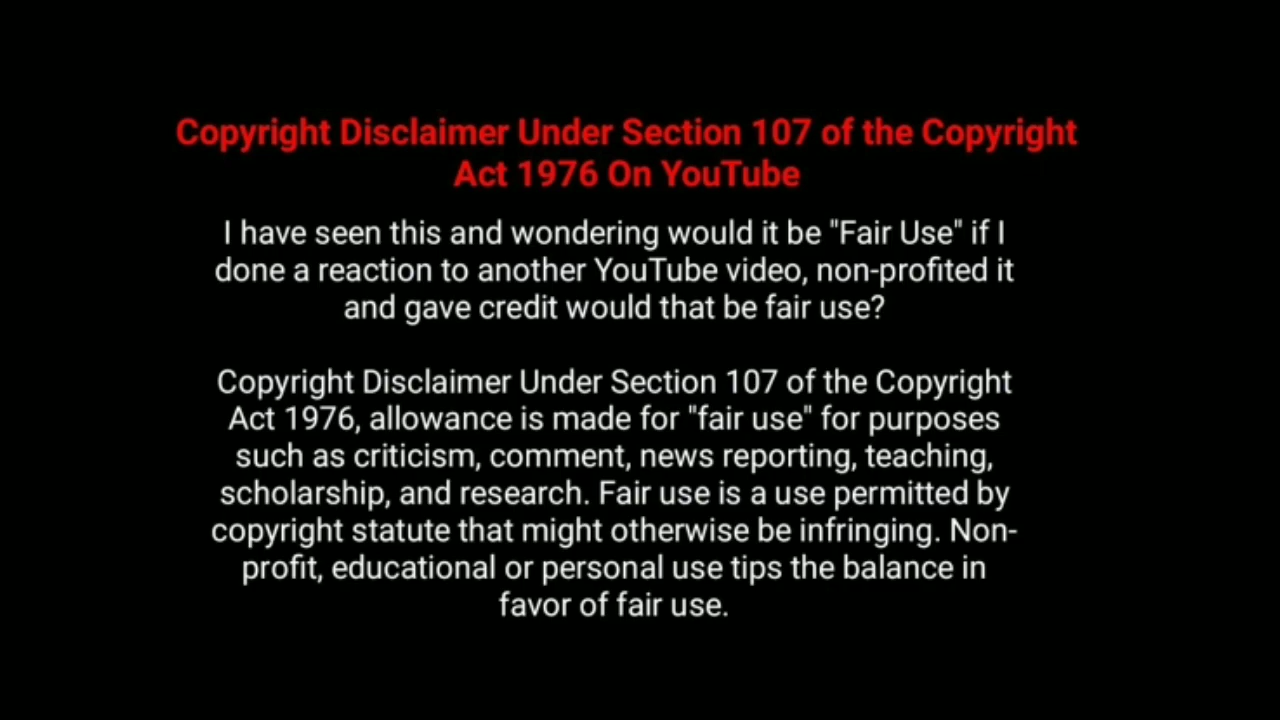 Copyright Disclaimer Under Section 107 of the Copyright
Act 1976 On YouTube
I have seen this and wondering would it be "Fair Use" if I
done a reaction to another YouTube video, non-profited it
and gave credit would that be fair use?
Copyright Disclaimer Under Section 107 of the Copyright
Act 1976, allowance is made for "fair use" for purposes
such as criticism, comment, news reporting, teaching,
scholarship, and research. Fair use is a use permitted by
copyright statute that might otherwise be infringing. Non-
profit, educational or personal use tips the balance in
favor of fair use.